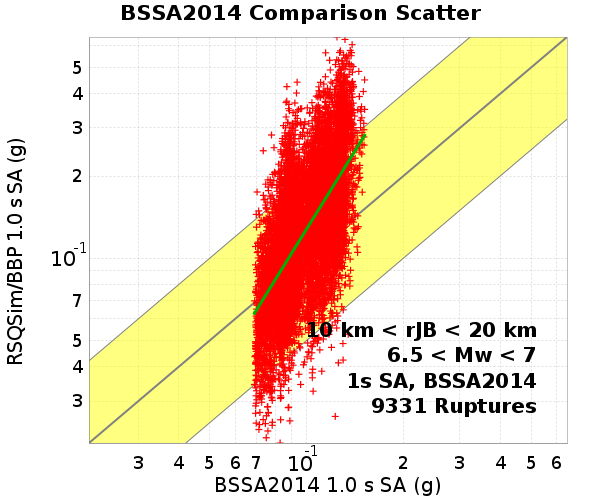 BSSA2014 Comparison Scatter
RSQSim/BBP 1.0 s SA (g)
5
4
3
2
10^-1
7
5
4
3
10 km < rJB < 20 km
6.5 < Mw < 7
1s SA, BSSA2014
9331 Ruptures
3 4 5 6 7 10^-1 2 3 4 5 6
BSSA2014 1.0 s SA (g)